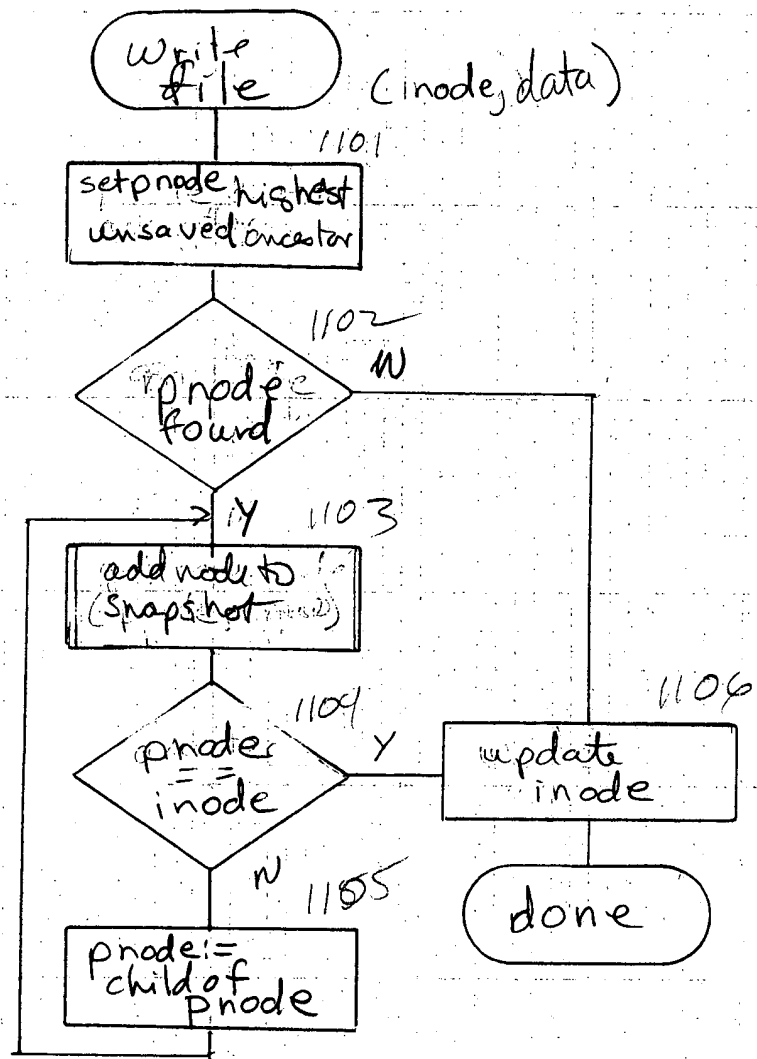 write
file
(inode, data)
1101
set pnode highest
unsaved ancestor
1102
N
pnode
found
Y
1103
add node to
(snapshot
1104
pnode
==
inode
Y
1106
update
inode
N
1105
pnode:=
child of
pnode
done